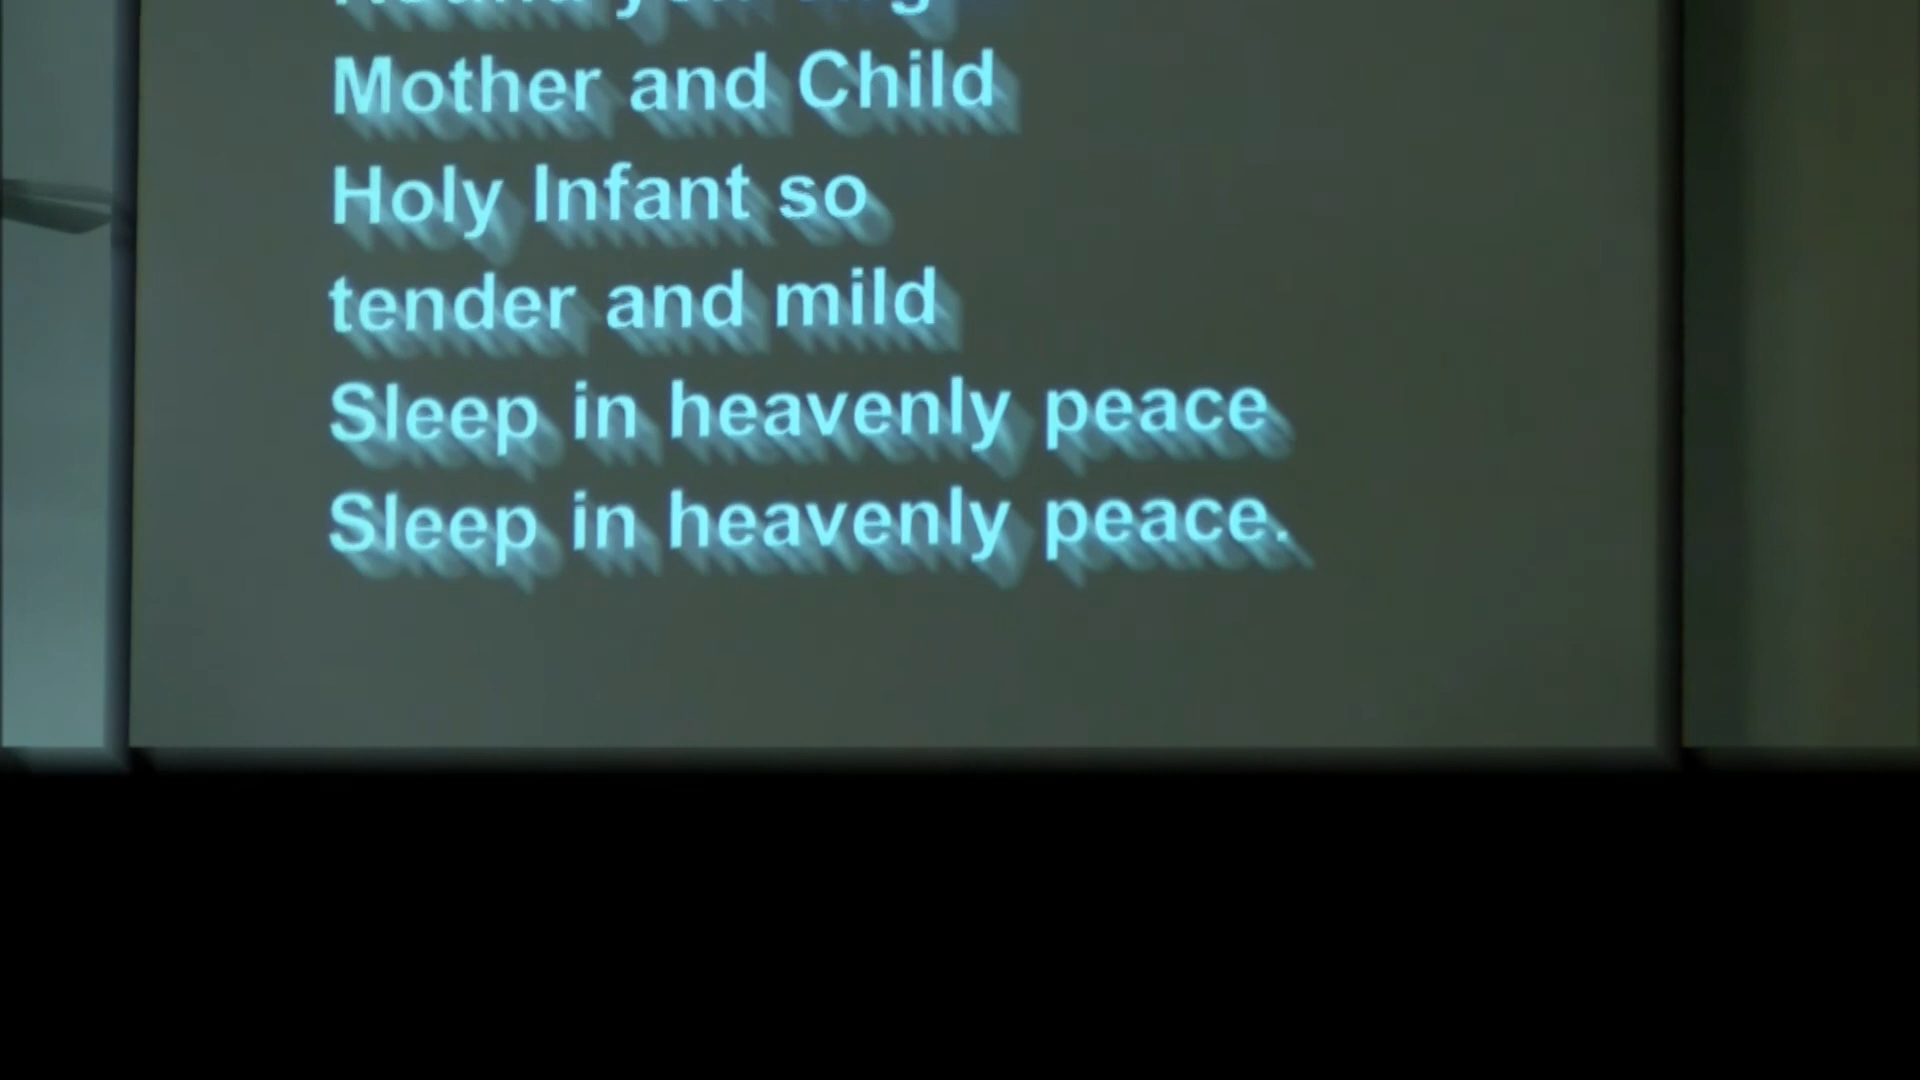 Mother and Child
Holy Infant so
tender and mild
Sleep in heavenly peace
Sleep in heavenly peace.